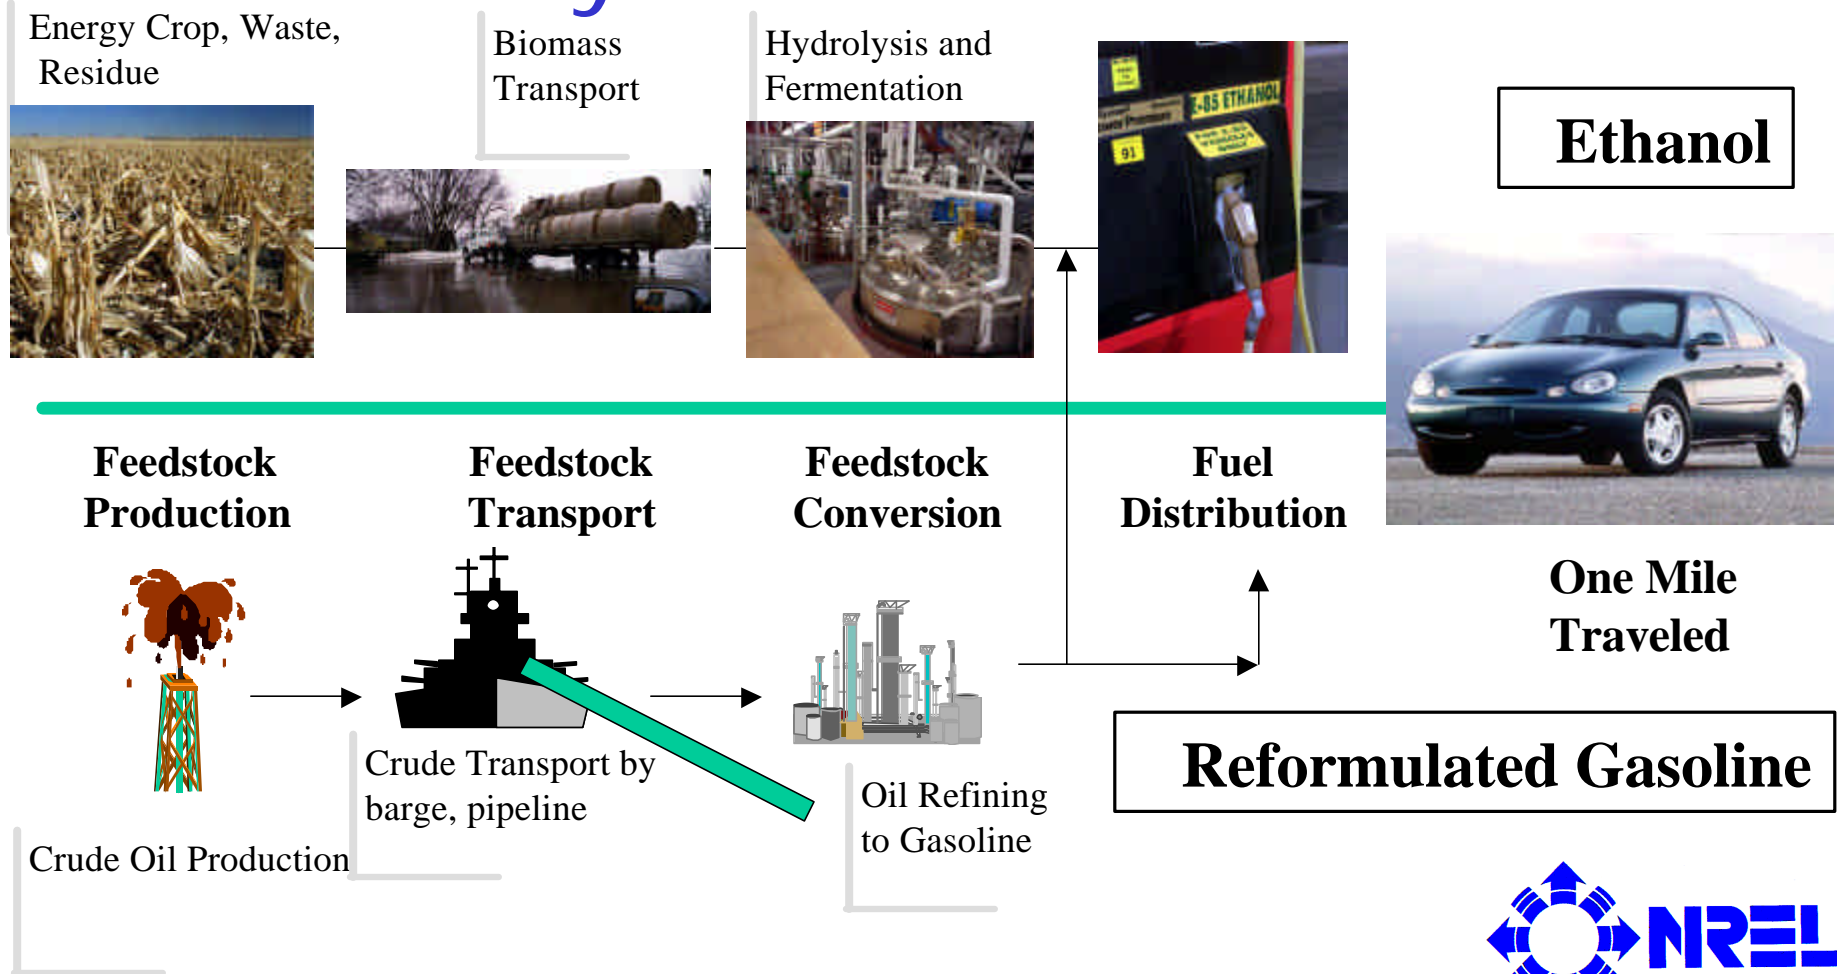 Energy Crop, Waste,
Residue
Biomass
Transport
Hydrolysis and
Fermentation
E-85 ETHANOL
91
Ethanol
Feedstock
Production
Feedstock
Transport
Feedstock
Conversion
Fuel
Distribution
One Mile
Traveled
Crude Transport by
barge, pipeline
Oil Refining
to Gasoline
Reformulated Gasoline
Crude Oil Production
NREL